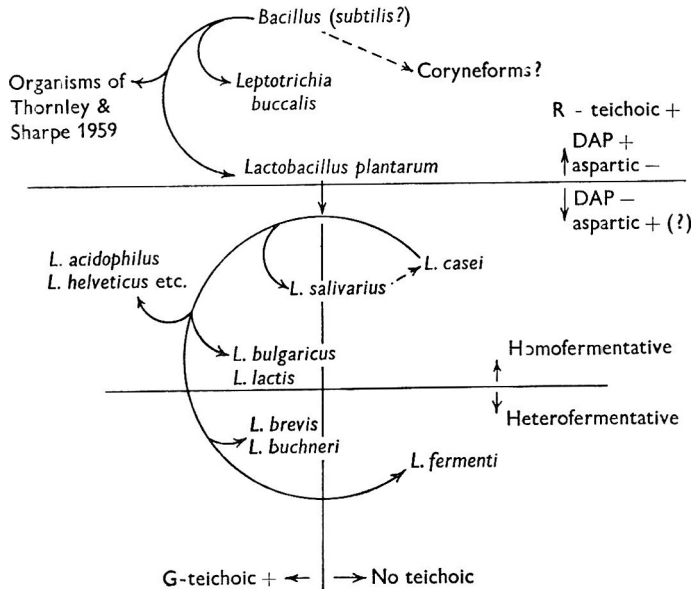 Bacillus (subtilis?)
Coryneforms?
Organisms of
Thornley &
Sharpe 1959
Leptotrichia
buccalis
R - teichoic +
DAP +
aspartic –
Lactobacillus plantarum
DAP –
aspartic + (?)
L. acidophilus
L. helveticus etc.
L. casei
L. salivarius
L. bulgaricus
L. lactis
Homofermentative
Heterofermentative
L. brevis
L. buchneri
L. fermenti
G-teichoic +
No teichoic